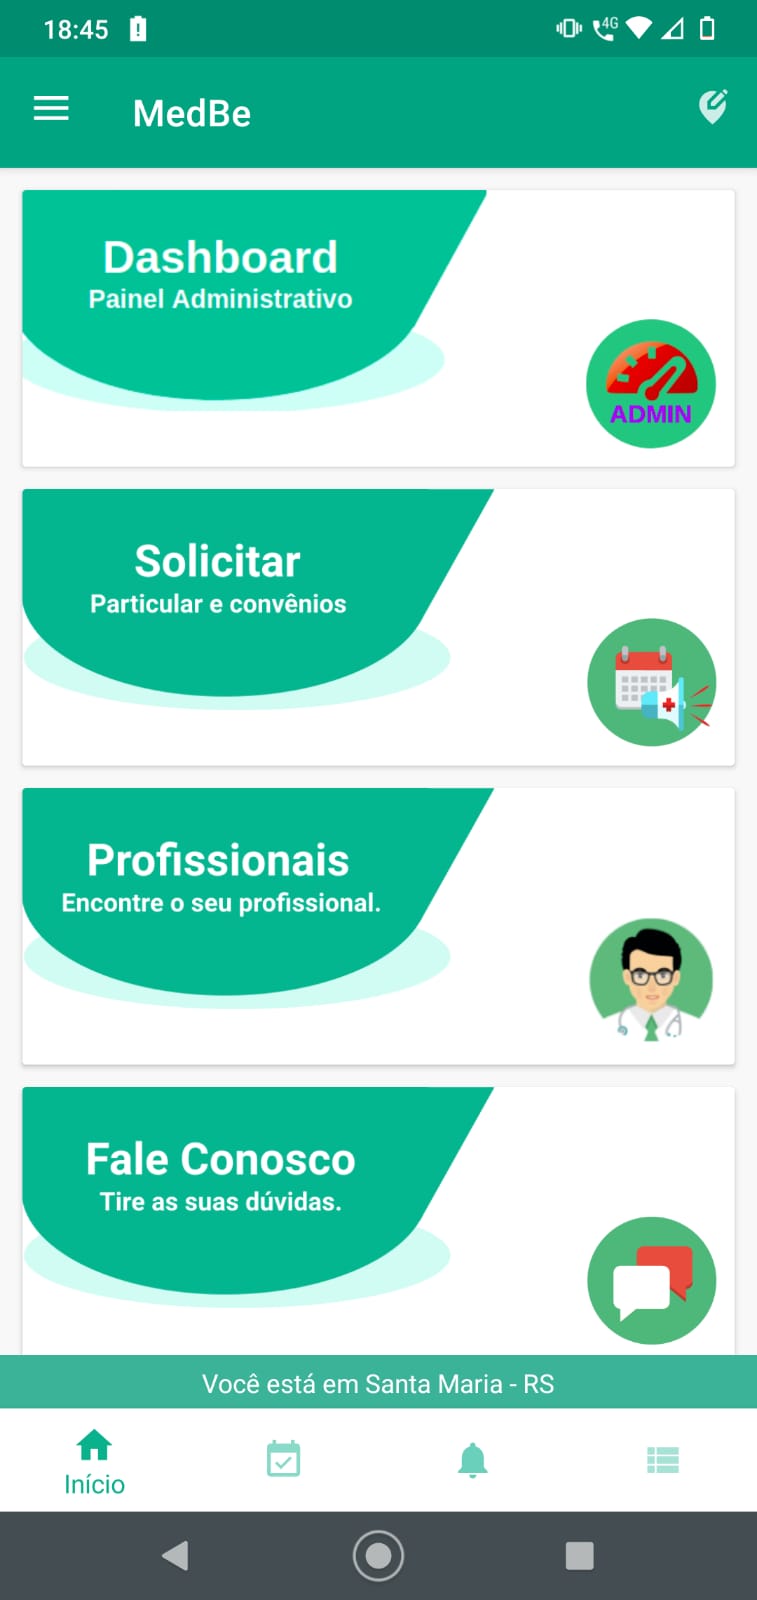 18:45
4G
MedBe
Dashboard
Painel Administrativo
ADMIN
Solicitar
Particular e convênios
Profissionais
Encontre o seu profissional.
Fale Conosco
Tire as suas dúvidas.
Você está em Santa Maria - RS
Início